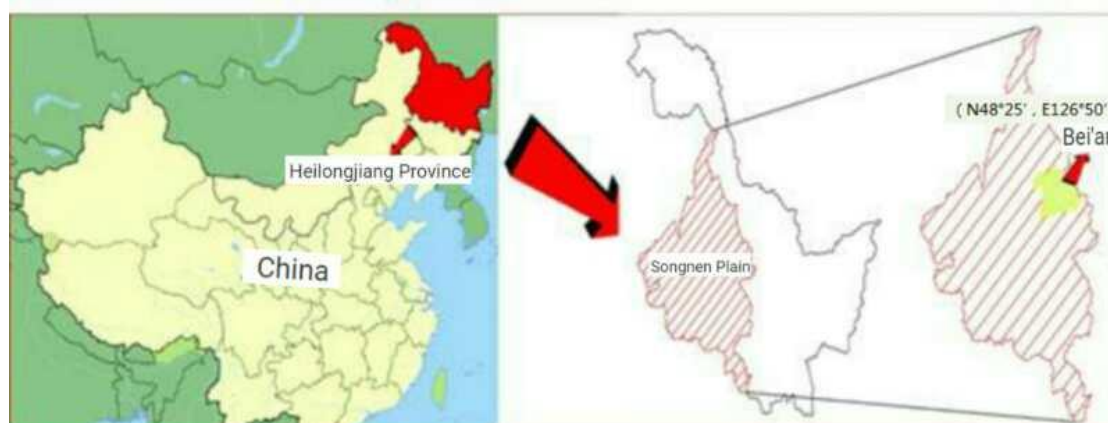 Heilongjiang Province
China
Songnen Plain
( N48°25' , E126°50'
Bei'an